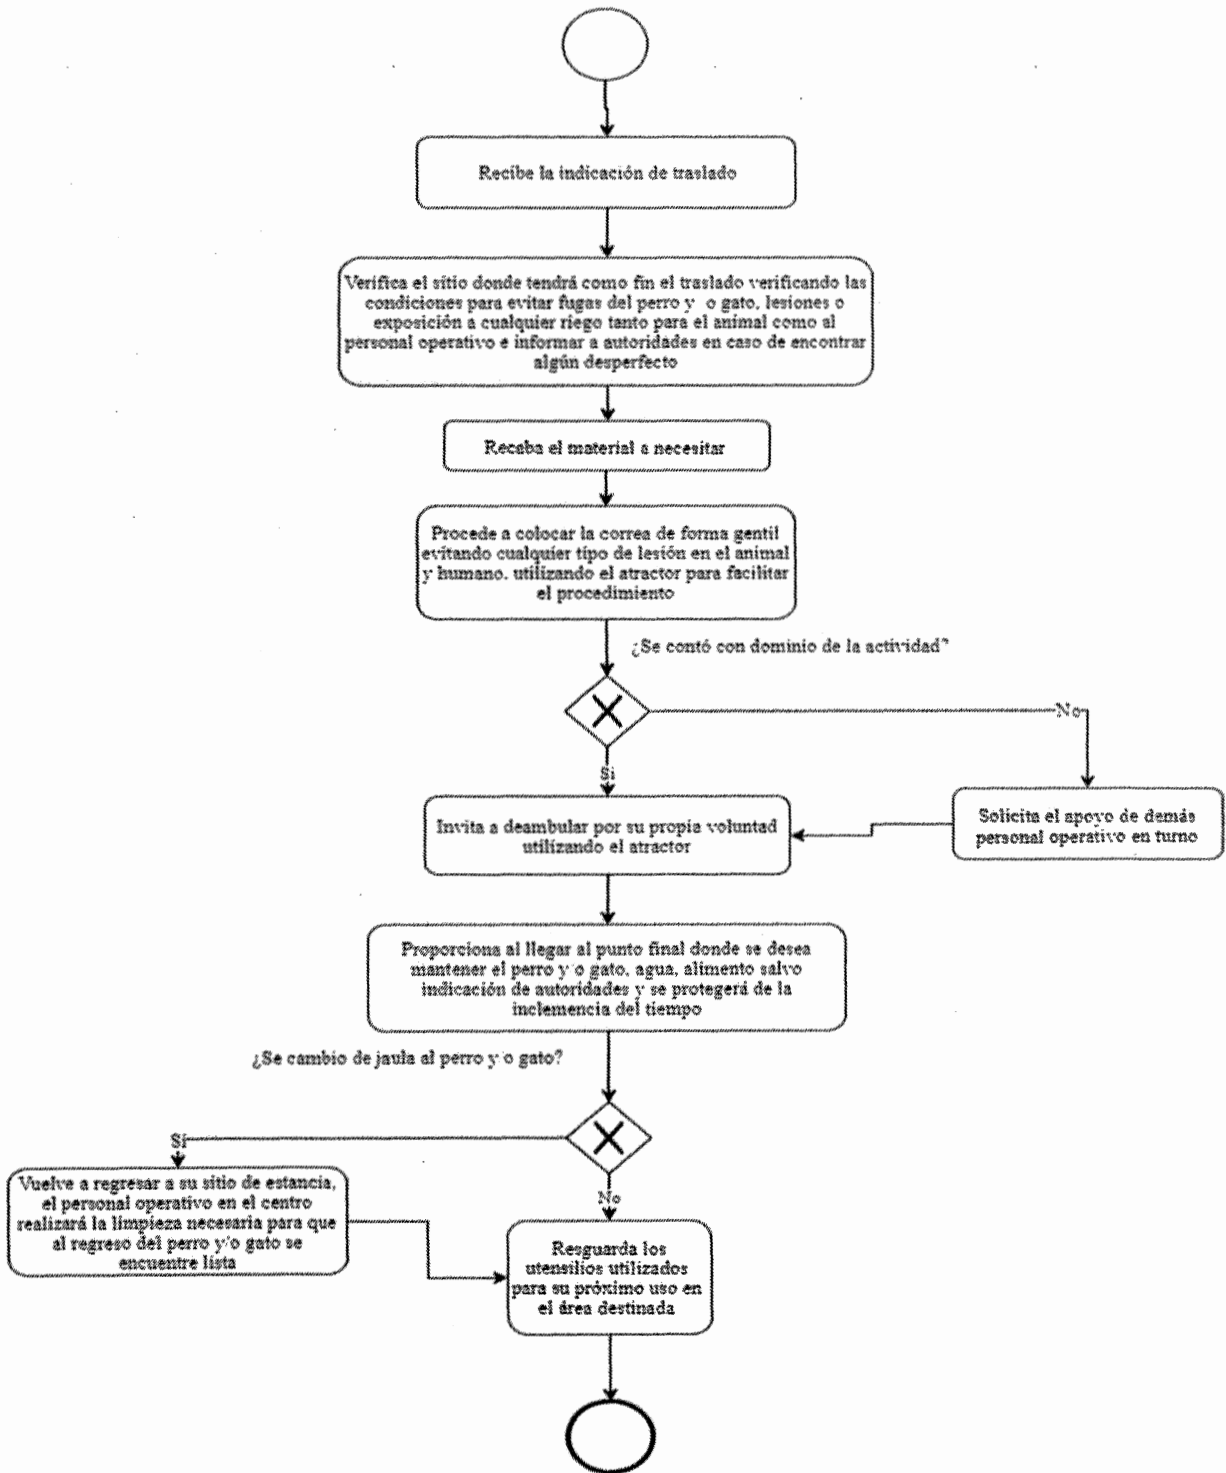 Recibe la indicación de traslado
Verifica el sitio donde tendrá como fin el traslado verificando las
condiciones para evitar fugas del perro y o gato, lesiones o
exposición a cualquier riego tanto para el animal como al
personal operativo e informar a autoridades en caso de encontrar
algún desperfecto
Recaba el material a necesitar
Procede a colocar la correa de forma gentil
evitando cualquier tipo de lesión en el animal
y humano, utilizando el atractor para facilitar
el procedimiento
¿Se contó con dominio de la actividad?
No
Si
Invita a deambular por su propia voluntad
utilizando el atractor
Solicita el apoyo de demás
personal operativo en turno
Proporciona al llegar al punto final donde se desea
mantener el perro y/o gato, agua, alimento salvo
indicación de autoridades y se protegerá de la
inclemencia del tiempo
¿Se cambio de jaula al perro y/o gato?
Sí
Vuelve a regresar a su sitio de estancia,
el personal operativo en el centro
realizará la limpieza necesaria para que
al regreso del perro y/o gato se
encuentre lista
No
Resguarda los
utensilios utilizados
para su próximo uso en
el área destinada